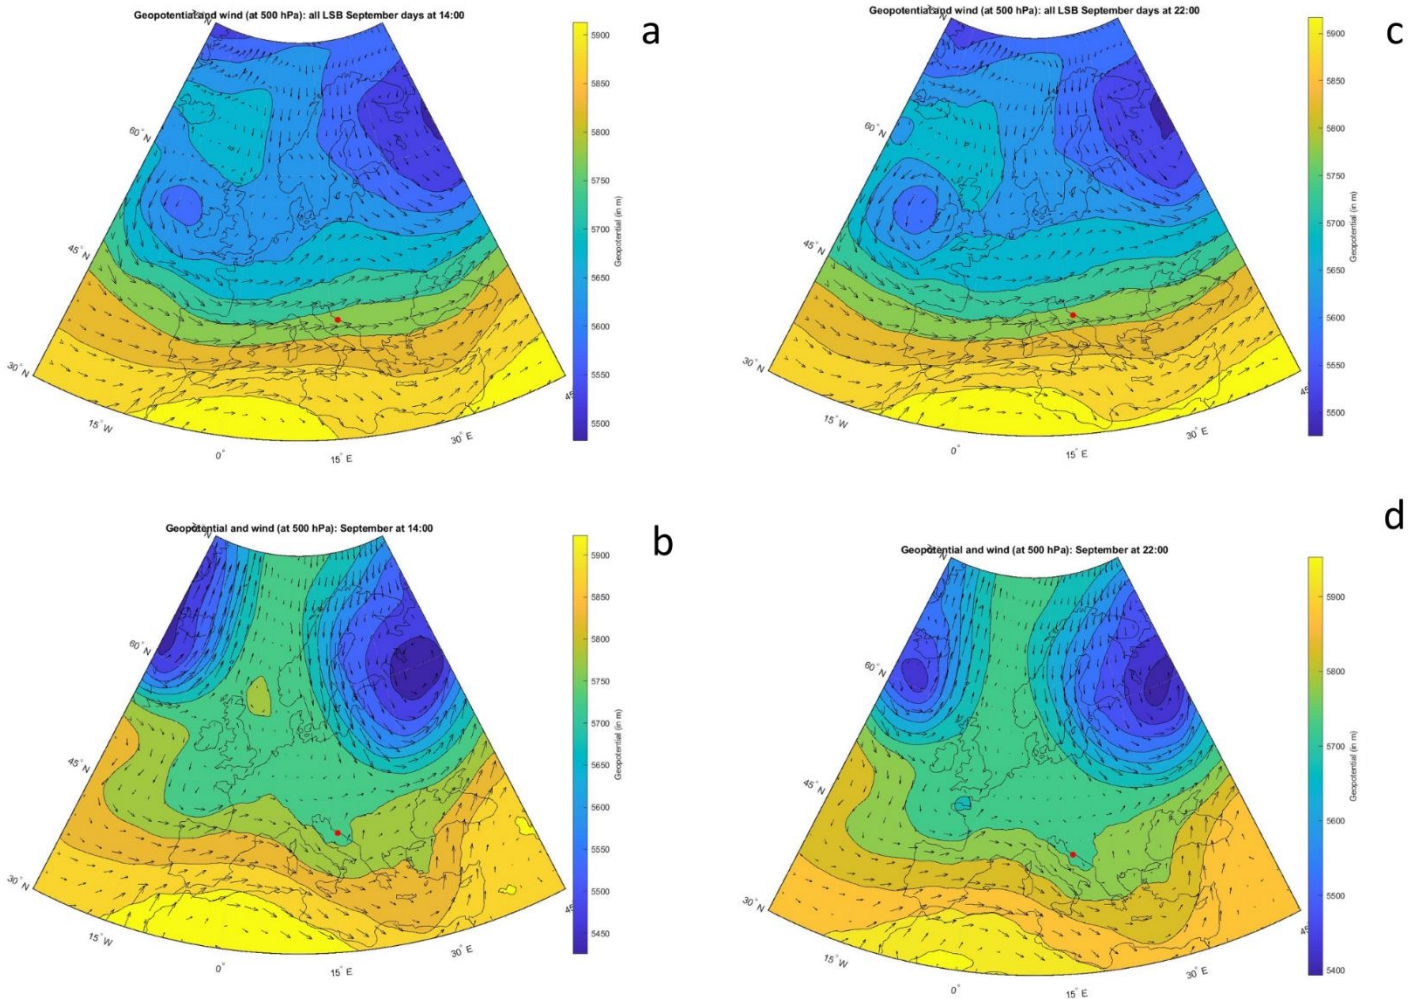 Geopotential and wind (at 500 hPa): all LSB September days at 14:00
a
60° N
45° N
30° N
15° W
0°
15° E
30° E
45
5900
5850
5800
5750
5700
5650
5600
5550
5500
Geopotential (in m)
Geopotential and wind (at 500 hPa): all LSB September days at 22:00
c
60° N
45° N
30° N
15° W
0°
15° E
30° E
45
5900
5850
5800
5750
5700
5650
5600
5550
5500
Geopotential (in m)
Geopotential and wind (at 500 hPa): September at 14:00
b
60° N
45° N
30° N
15° W
0°
15° E
30° E
45
5900
5850
5800
5750
5700
5650
5600
5550
5500
5450
Geopotential (in m)
Geopotential and wind (at 500 hPa): September at 22:00
d
60° N
45° N
30° N
15° W
0°
15° E
30° E
45
5900
5800
5700
5600
5500
5400
Geopotential (in m)